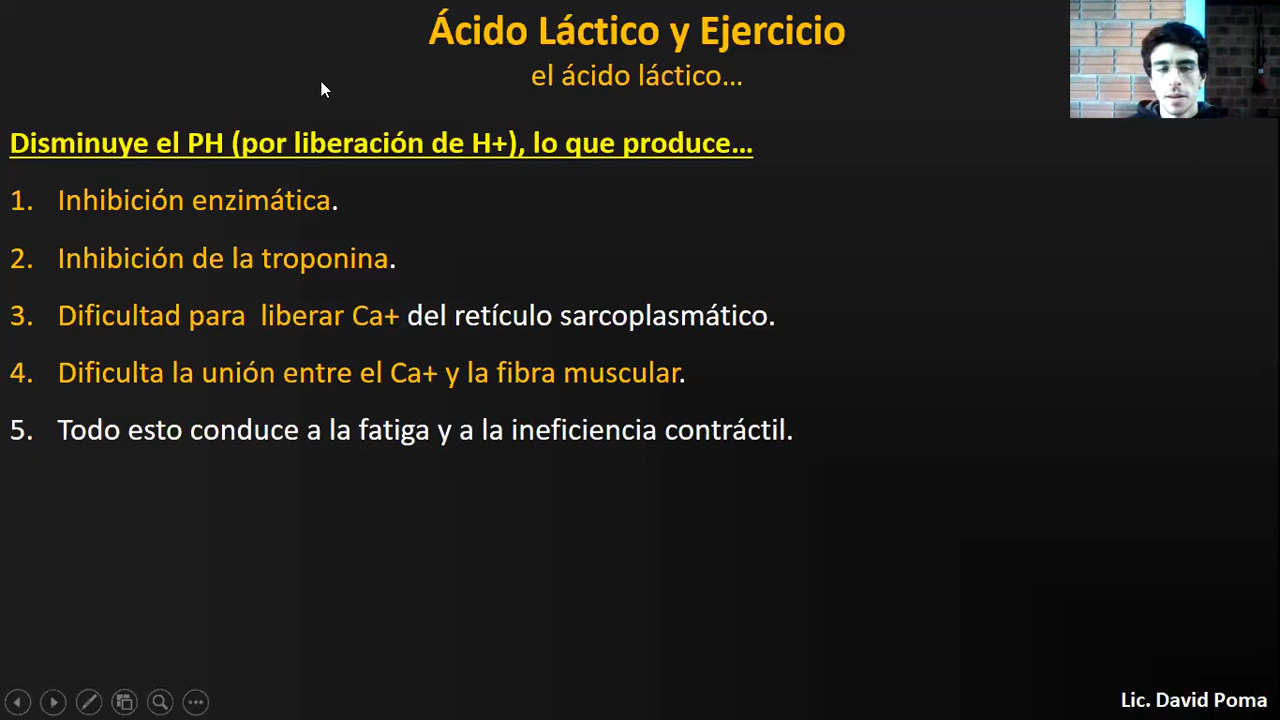 Ácido Láctico y Ejercicio
el ácido láctico...
Disminuye el PH (por liberación de H+), lo que produce...
1. Inhibición enzimática.
2. Inhibición de la troponina.
3. Dificultad para liberar Ca+ del retículo sarcoplasmático.
4. Dificulta la unión entre el Ca+ y la fibra muscular.
5. Todo esto conduce a la fatiga y a la ineficiencia contráctil.
Lic. David Poma